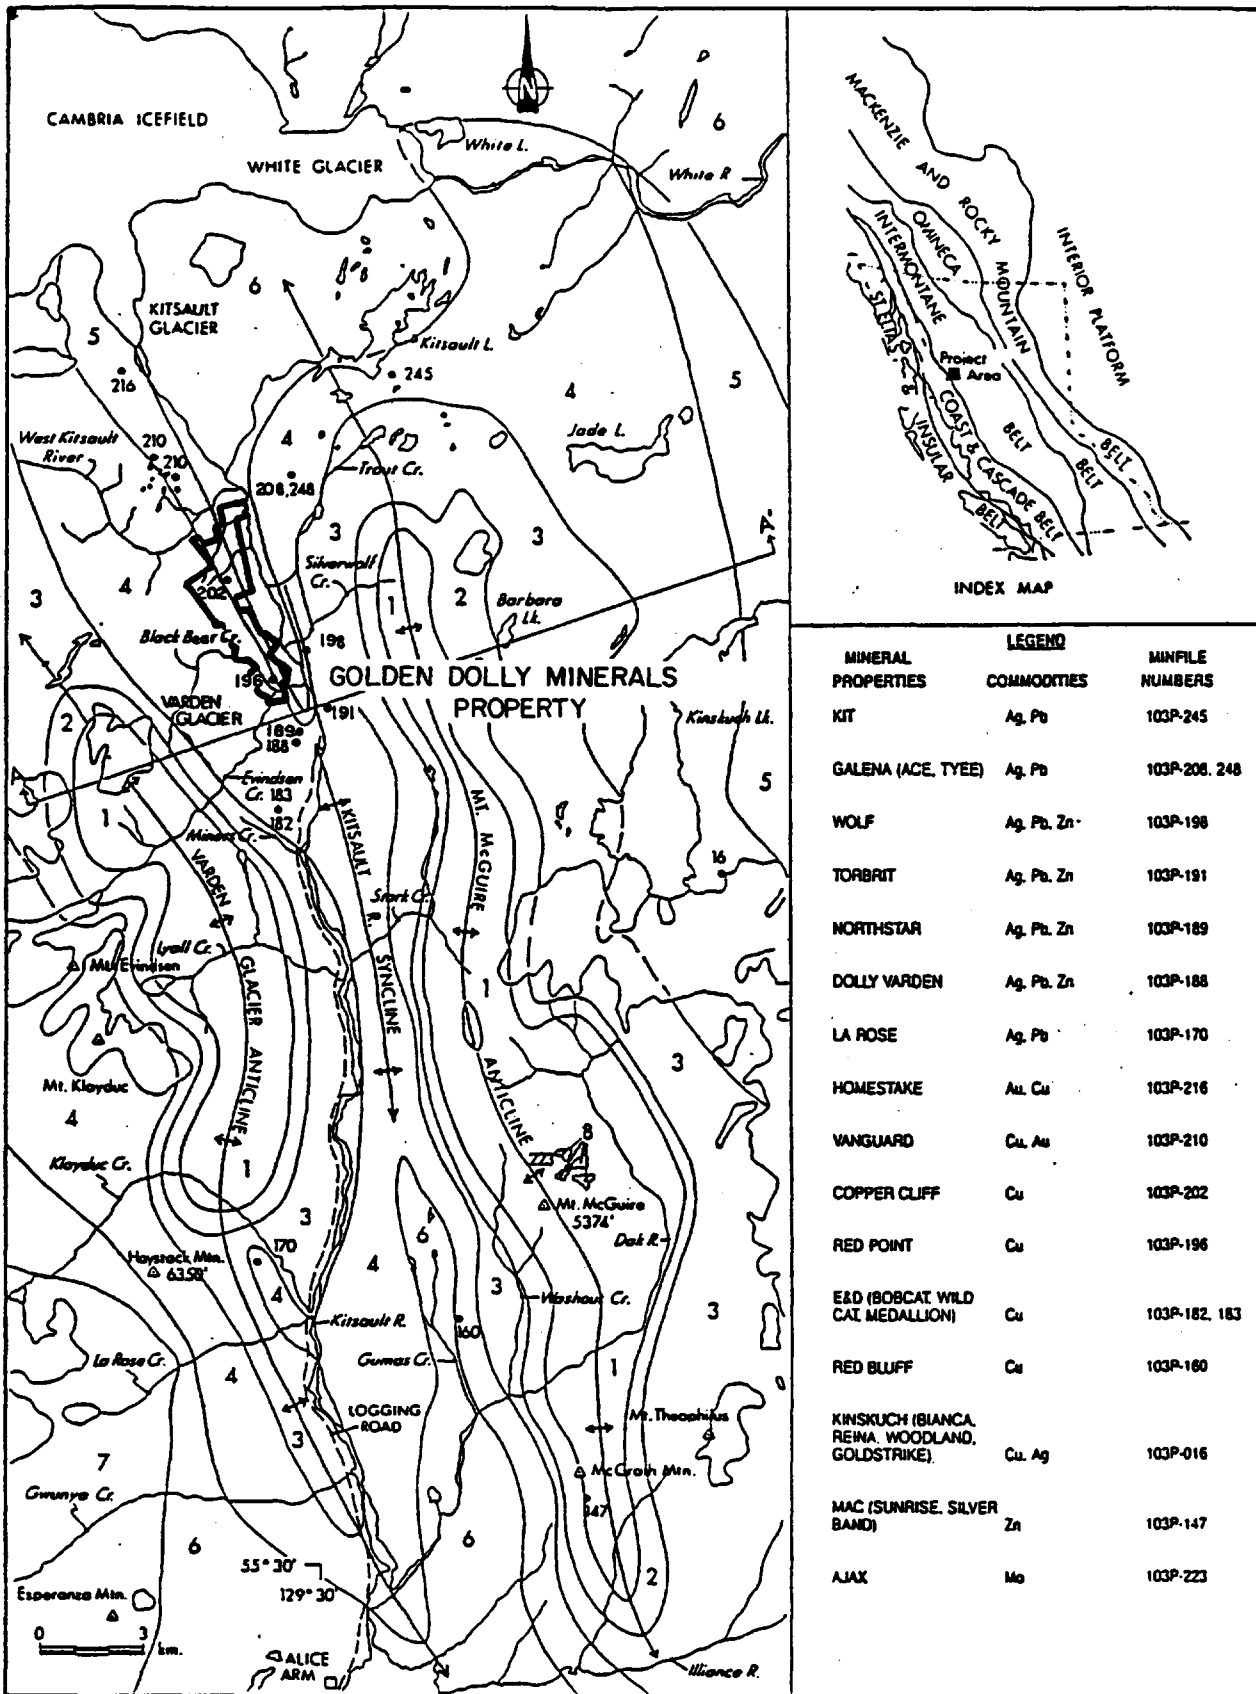 N
CAMBRIA ICEFIELD
WHITE GLACIER
White L.
White R
6
KITSAULT
GLACIER
6
5
216
Kitsault L.
245
4
5
West Kitsault
River
210
210
4
208,248
Trout Cr.
Jade L.
3
3
Silverwolf
Cr.
3
4
202
1
2
Barbara
Lk.
Black Bear Cr.
198
196
GOLDEN DOLLY MINERALS
PROPERTY
VARDEN
GLACIER
191
Kinskuch Lk.
2
189
188
Evindsen
Cr.
183
182
5
1
Miners Cr.
KITSAULT
R.
SYNCLINE
MT. McGUIRE
ANTICLINE
16
Stark Cr.
VARDEN
GLACIER
ANTICLINE
Lyall Cr.
Mt. Evindsen
1
3
Mt. Klayduc
4
Klayduc Cr.
1
8
223
Mt. McGuire
5374'
Dak R.
3
6
Haystack Mtn.
6350'
170
4
4
3
3
Washout Cr.
Kitsault R.
160
La Rose Cr.
Gumas Cr.
4
1
LOGGING
ROAD
Mt. Theophilus
3
7
McGrath Mtn.
Gwunya Cr.
147
6
6
2
55° 30'
129° 30'
Esperanza Mtn.
0 3
km.
ALICE
ARM
Illiance R.
MACKENZIE AND ROCKY MOUNTAIN BELT
INTERIOR PLATFORM
OMINECA BELT
INTERMONTANE BELT
ST. ELIAS & INSULAR BELT
COAST & CASCADE BELT
Project
Area
INDEX MAP
LEGEND
MINERAL PROPERTIES COMMODITIES MINFILE NUMBERS
KIT Ag, Pb 103P-245
GALENA (ACE, TYEE) Ag, Pb 103P-208, 248
WOLF Ag, Pb, Zn 103P-198
TORBRIT Ag, Pb, Zn 103P-191
NORTHSTAR Ag, Pb, Zn 103P-189
DOLLY VARDEN Ag, Pb, Zn 103P-188
LA ROSE Ag, Pb 103P-170
HOMESTAKE Au, Cu 103P-216
VANGUARD Cu, Au 103P-210
COPPER CLIFF Cu 103P-202
RED POINT Cu 103P-196
E&D (BOBCAT, WILD
CAT, MEDALLION) Cu 103P-182, 183
RED BLUFF Cu 103P-160
KINSKUCH (BIANCA,
REINA, WOODLAND,
GOLDSTRIKE) Cu, Ag 103P-016
MAC (SUNRISE, SILVER
BAND) Zn 103P-147
AJAX Mo 103P-223